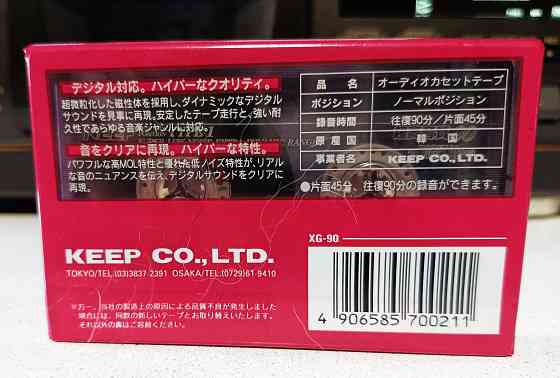 デジタル対応。ハイパーなクオリティ。
超微粒化した磁性体を採用し、ダイナミックなデジタル
サウンドを見事に再現。安定したテープ走行と、強い耐
久性であらゆる音楽ジャンルに対応。
音をクリアに再現。ハイパーな特性。
パワフルな高MOL特性と優れた低ノイズ特性が、リアル
な音のニュアンスを伝え、デジタルサウンドをクリアに
再現。
品名 オーディオカセットテープ
ポジション ノーマルポジション
録音時間 往復90分/片面45分
原産国 韓国
事業者名 KEEP CO.,LTD.
●片面45分、往復90分の録音ができます。
KEEP CO.,LTD.
TOKYO/TEL.(03)3837-2391 OSAKA/TEL.(0729)61-9410
※万一、当社の製造上の原因による品質不良が発生しました
場合には、同数の新しいテープとお取り替えいたします。
それ以外の責はご容赦ください。
XG-90
4 906585 700211